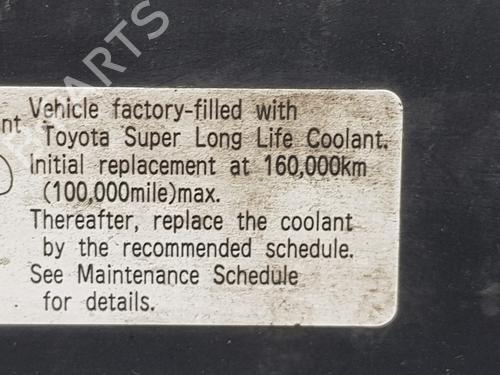 Vehicle factory-filled with
nt Toyota Super Long Life Coolant.
Initial replacement at 160,000km
(100,000mile)max.
Thereafter, replace the coolant
by the recommended schedule.
See Maintenance Schedule
for details.